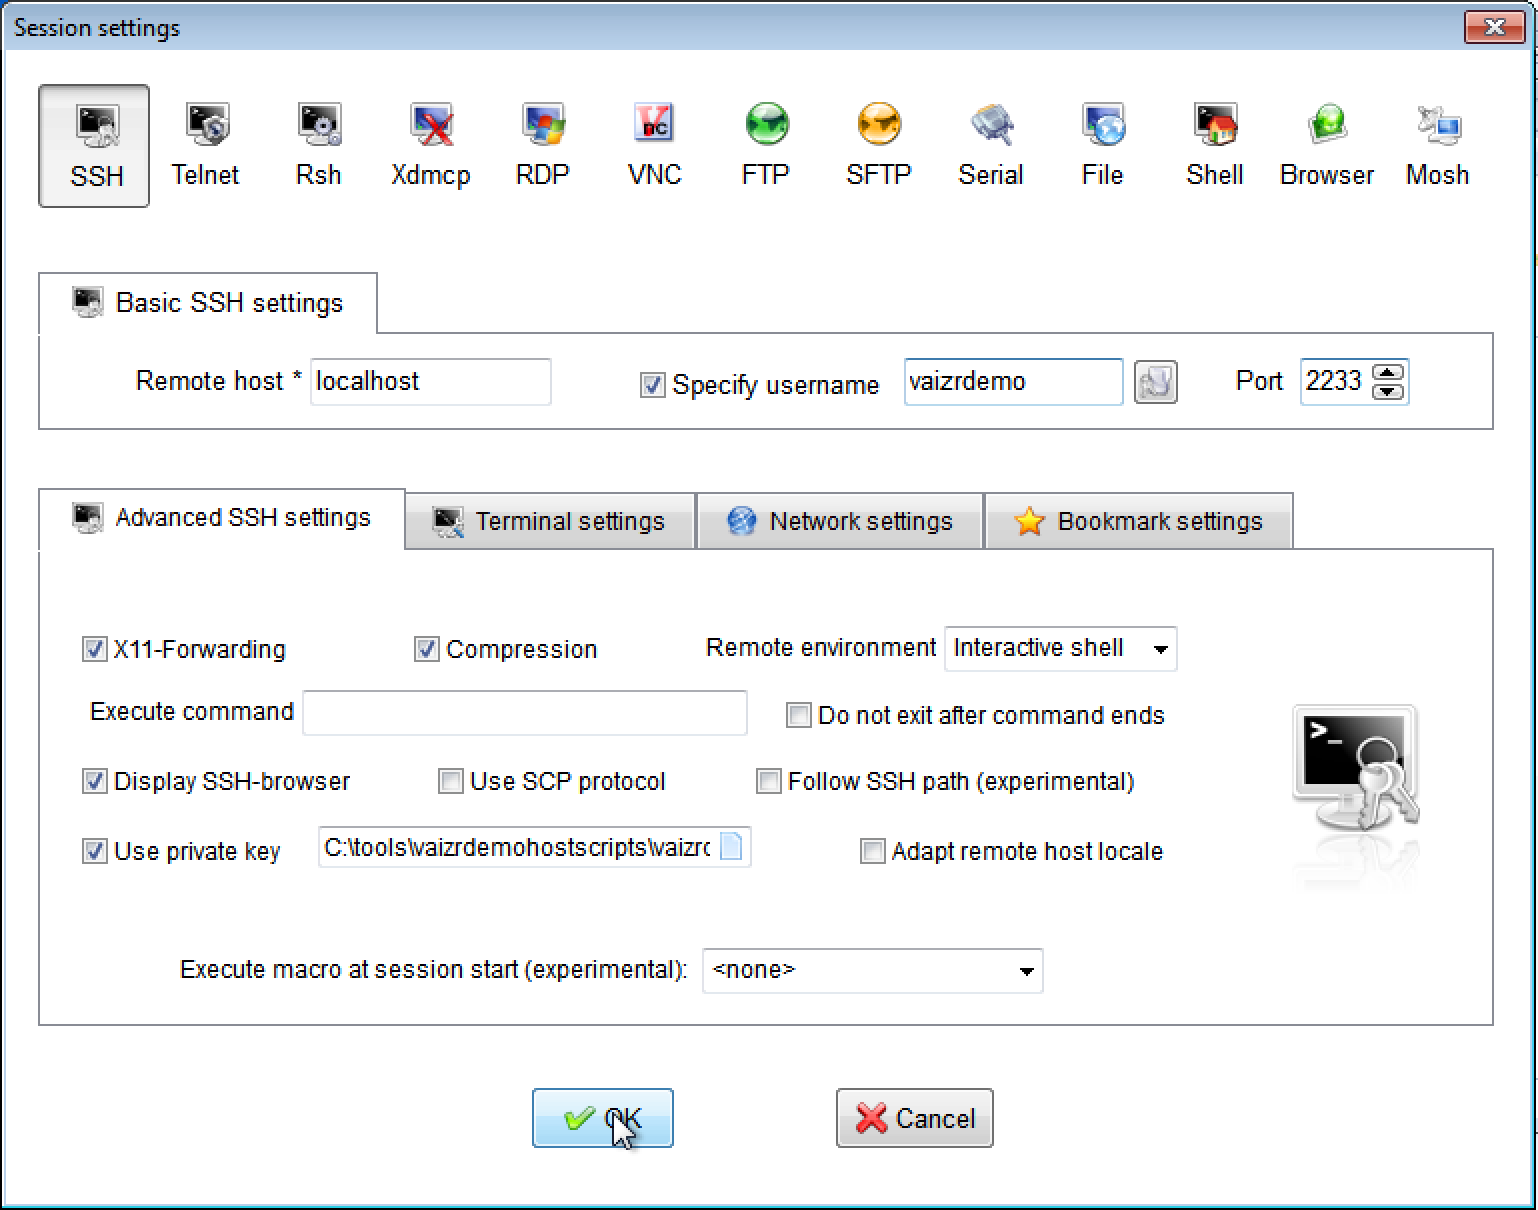 Session settings
SSH Telnet Rsh Xdmcp RDP VNC FTP SFTP Serial File Shell Browser Mosh
Basic SSH settings
Remote host * localhost Specify username vaizrdemo Port 2233
Advanced SSH settings Terminal settings Network settings Bookmark settings
X11-Forwarding Compression Remote environment Interactive shell
Execute command Do not exit after command ends
Display SSH-browser Use SCP protocol Follow SSH path (experimental)
Use private key C:\tools\vaizrdemohostscripts\vaizrc Adapt remote host locale
Execute macro at session start (experimental): <none>
OK Cancel